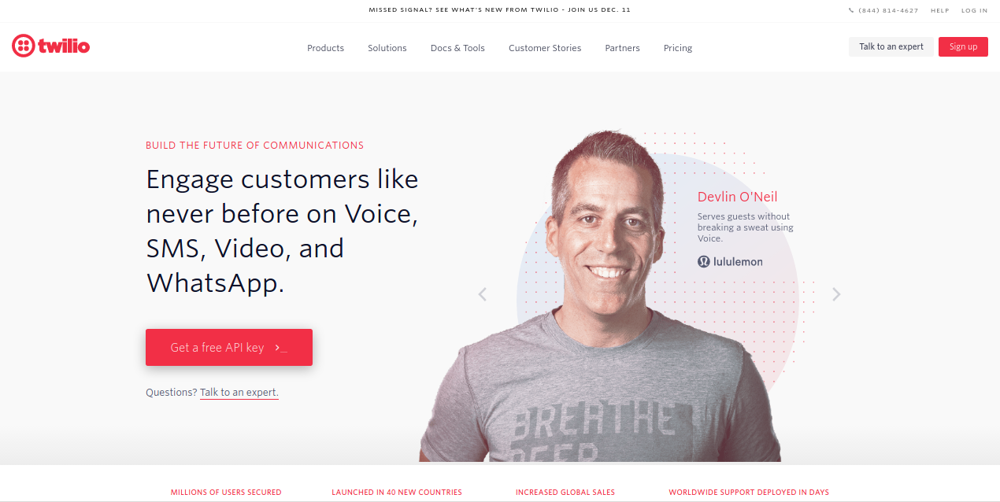 MISSED SIGNAL? SEE WHAT'S NEW FROM TWILIO - JOIN US DEC. 11
(844) 814-4627 HELP LOG IN
twilio
Products Solutions Docs & Tools Customer Stories Partners Pricing
Talk to an expert Sign up
BUILD THE FUTURE OF COMMUNICATIONS
Engage customers like
never before on Voice,
SMS, Video, and
WhatsApp.
Get a free API key >_
Questions? Talk to an expert.
Devlin O'Neil
Serves guests without
breaking a sweat using
Voice.
lululemon
BREATHE
DEEP
MILLIONS OF USERS SECURED
LAUNCHED IN 40 NEW COUNTRIES
INCREASED GLOBAL SALES
WORLDWIDE SUPPORT DEPLOYED IN DAYS